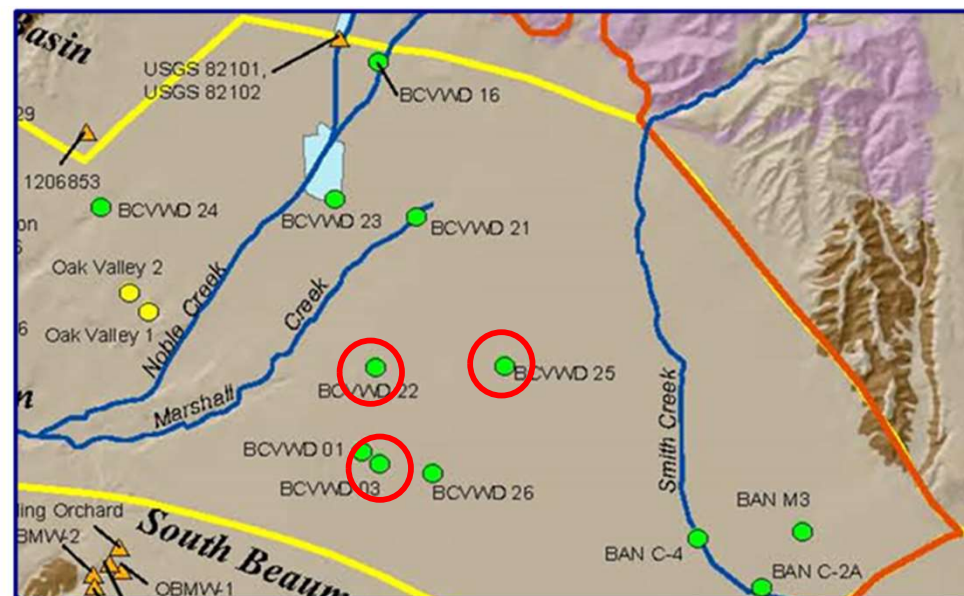 Basin
USGS 82101,
USGS 82102
BCVWD 16
29
1206853
BCVWD 24
BCVWD 23
BCVWD 21
on
6
Oak Valley 2
Oak Valley 1
Noble Creek
Marshall Creek
BCVWD 22
BCVWD 25
Smith Creek
BCVWD 01
BCVWD 03
BCVWD 26
BAN M3
BAN C-4
BAN C-2A
ling Orchard
BMW-2
OBMW-1
South Beaum